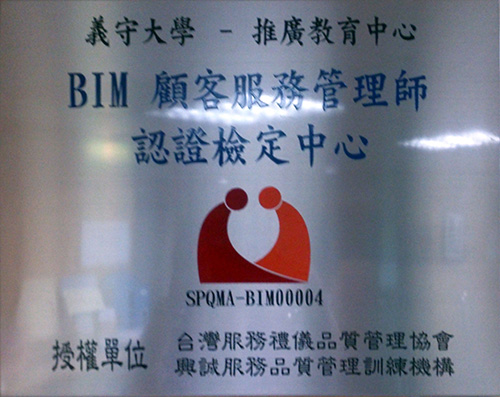 義守大學 - 推廣教育中心
BIM 顧客服務管理師
認證檢定中心
SPQMA-BIM00004
授權單位
台灣服務禮儀品質管理協會
興誠服務品質管理訓練機構